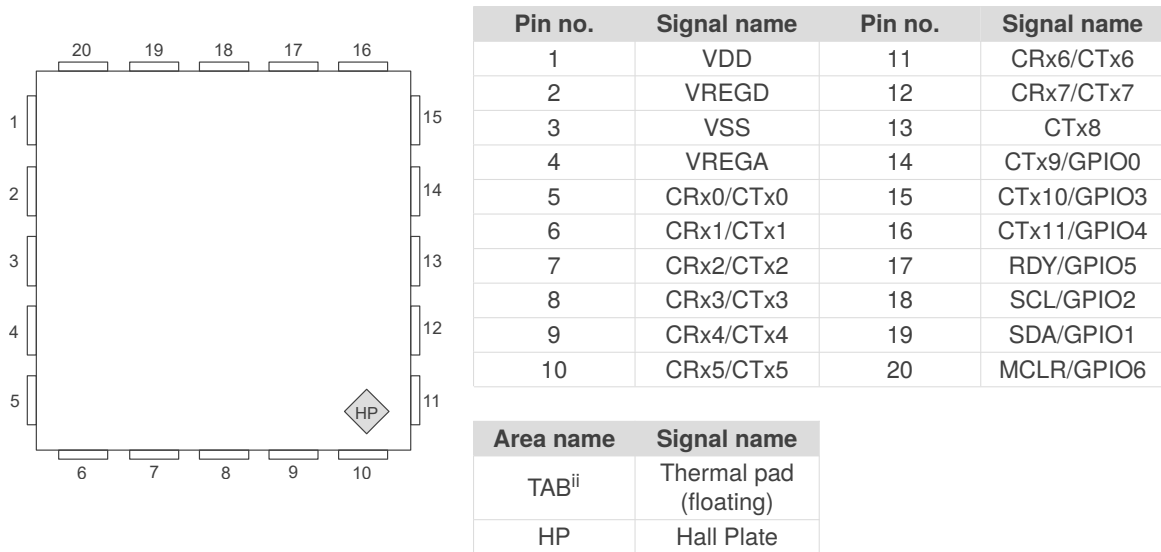 20 19 18 17 16
1
2
3
4
5
15
14
13
12
11
HP
6 7 8 9 10
Pin no. Signal name Pin no. Signal name
1 VDD 11 CRx6/CTx6
2 VREGD 12 CRx7/CTx7
3 VSS 13 CTx8
4 VREGA 14 CTx9/GPIO0
5 CRx0/CTx0 15 CTx10/GPIO3
6 CRx1/CTx1 16 CTx11/GPIO4
7 CRx2/CTx2 17 RDY/GPIO5
8 CRx3/CTx3 18 SCL/GPIO2
9 CRx4/CTx4 19 SDA/GPIO1
10 CRx5/CTx5 20 MCLR/GPIO6
Area name Signal name
TABii Thermal pad
(floating)
HP Hall Plate